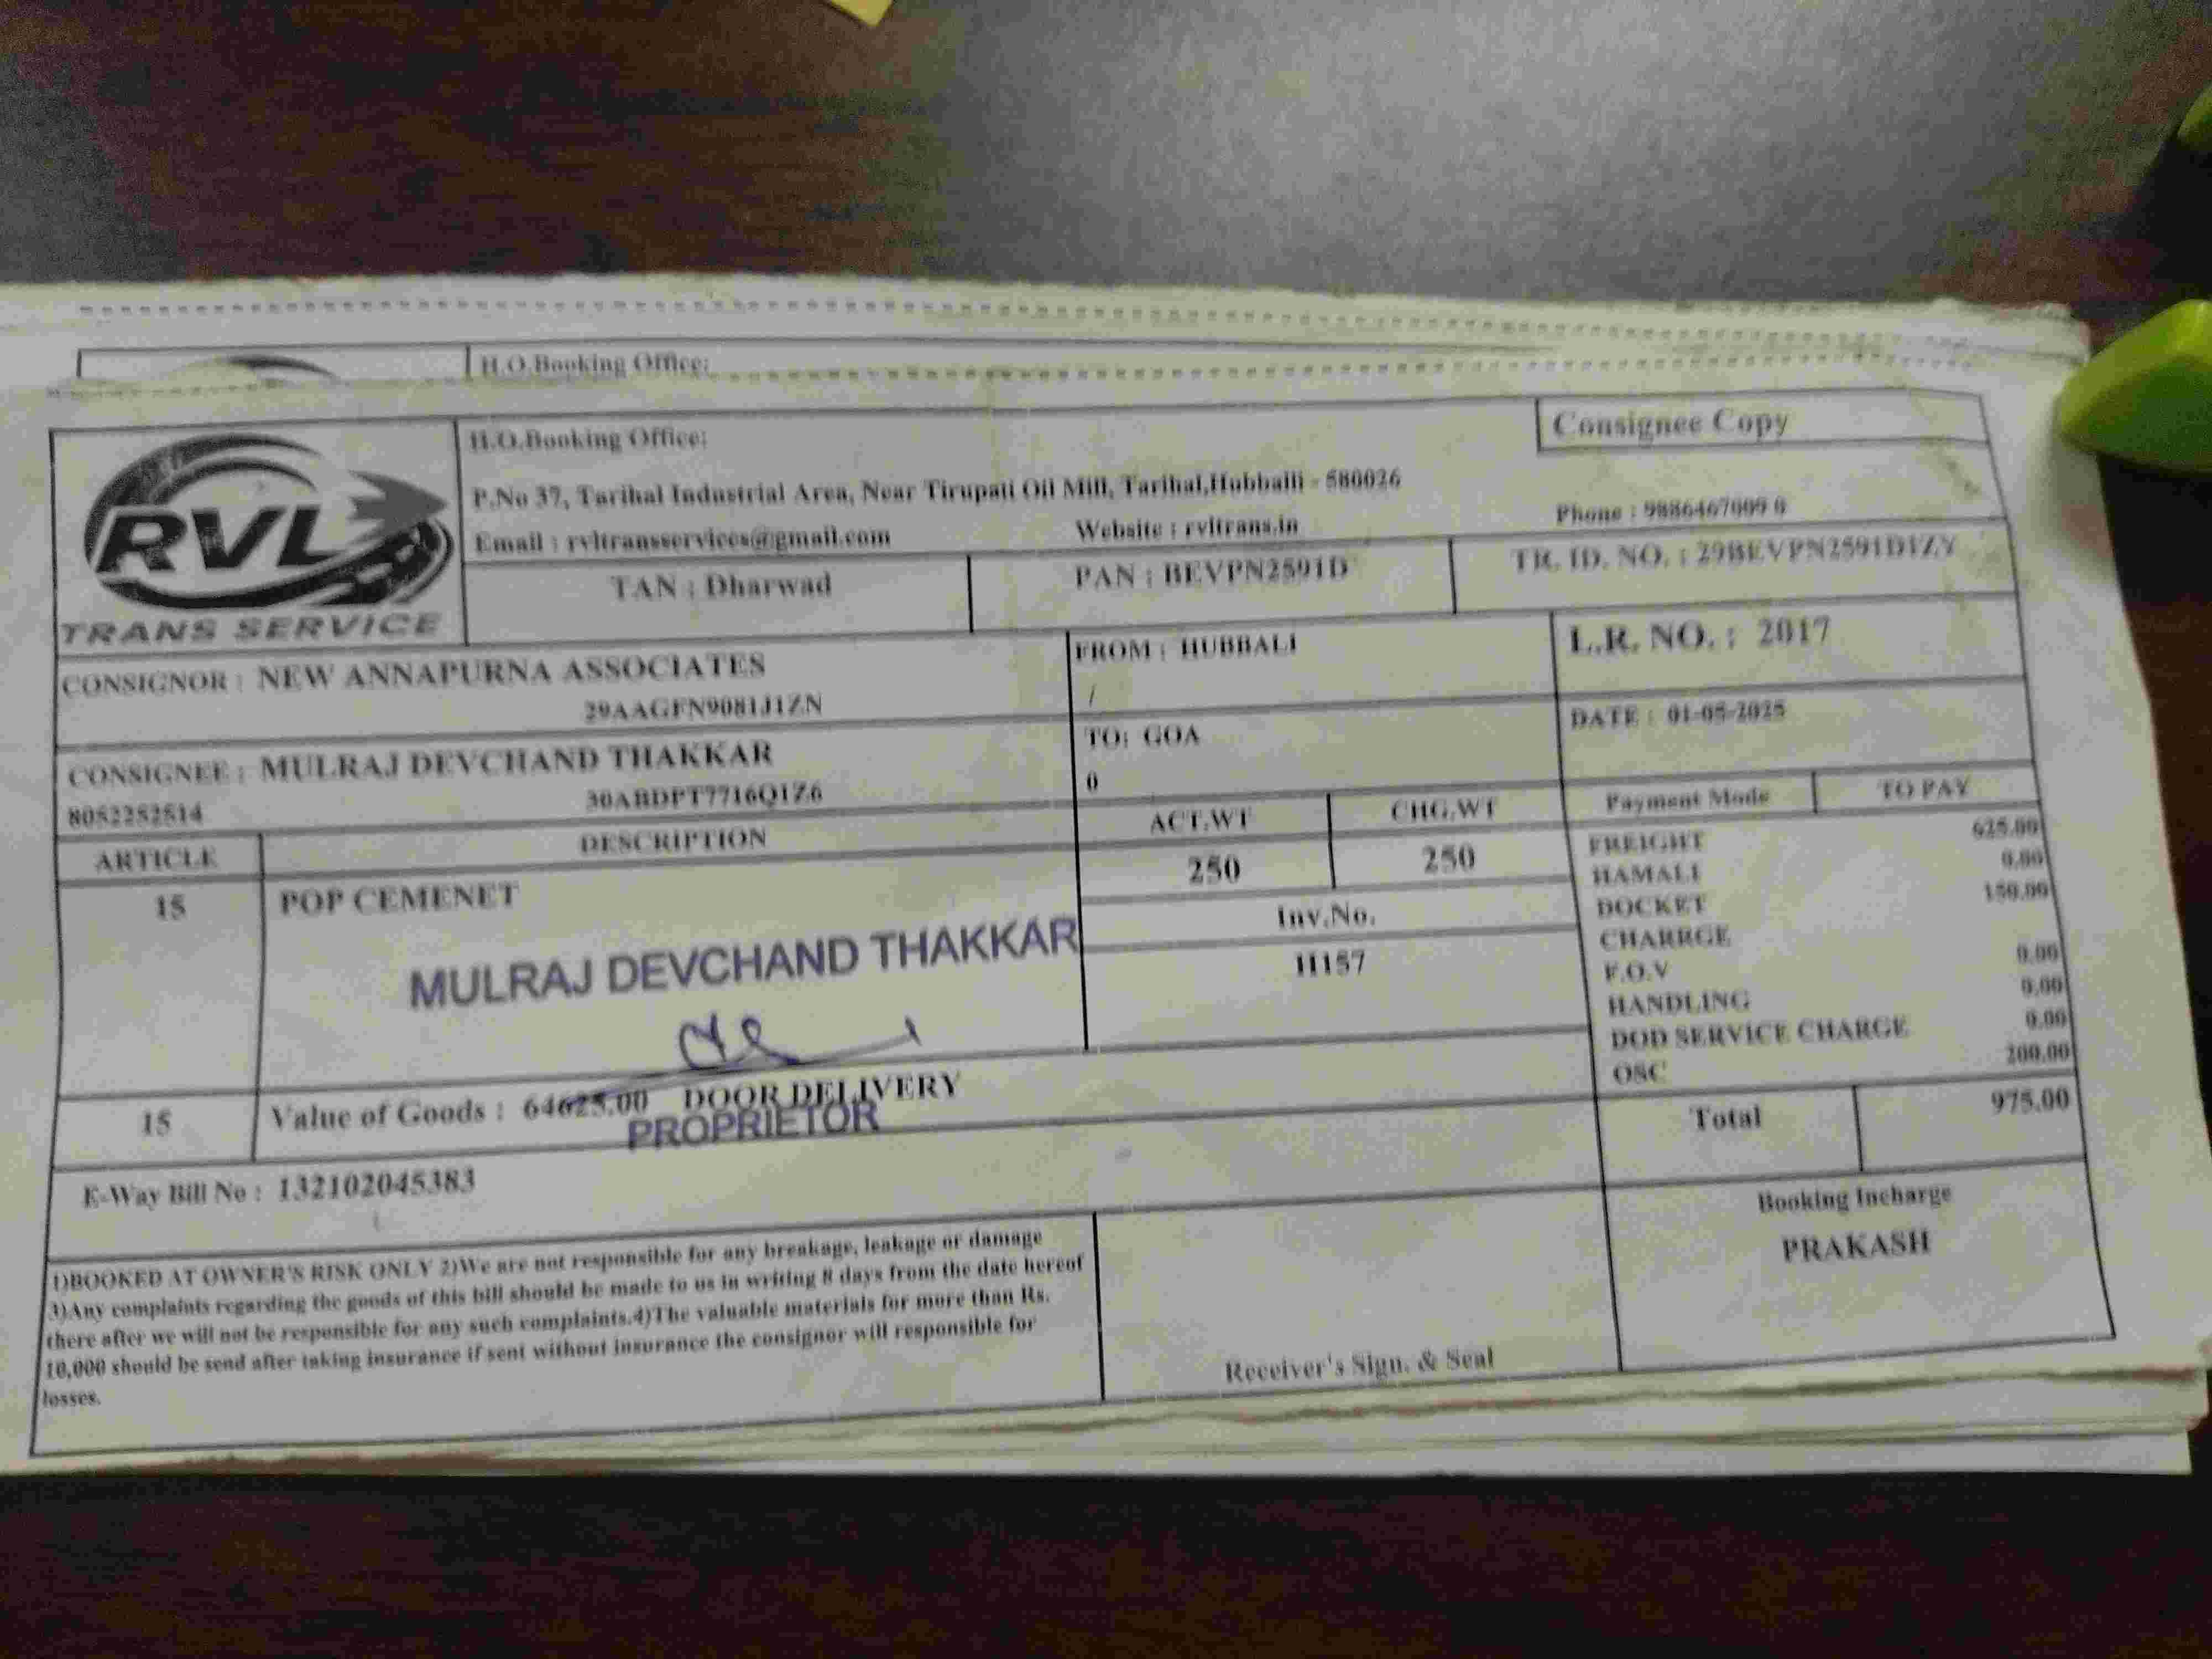 H.O.Booking Office:
Consignee Copy
H.O.Booking Office:
P.No 37, Tarihal Industrial Area, Near Tirupati Oil Mill, Tarihal,Hubballi - 580026
Email : rvltransservices@gmail.com Website : rvltrans.in Phone : 9886467009 0
RVL
TRANS SERVICE
TAN : Dharwad PAN : BEVPN2591D TR. ID. NO. : 29BEVPN2591D1ZY
CONSIGNOR : NEW ANNAPURNA ASSOCIATES
29AAGFN9081J1ZN
FROM : HUBBALI
/
L.R. NO. : 2017
CONSIGNEE : MULRAJ DEVCHAND THAKKAR
8052252514 30ABDPT7716Q1Z6
TO: GOA
0
DATE : 01-05-2025
ARTICLE DESCRIPTION ACT.WT CHG.WT Payment Mode TO PAY
15 POP CEMENET 250 250
Inv.No.
H157
FREIGHT 625.00
HAMALI 0.00
DOCKET 150.00
CHARRGE
F.O.V 0.00
HANDLING 0.00
DOD SERVICE CHARGE 0.00
OSC 200.00
MULRAJ DEVCHAND THAKKAR
15 Value of Goods : 64625.00 DOOR DELIVERY
PROPRIETOR
Total 975.00
E-Way Bill No : 132102045383
Booking Incharge
PRAKASH
1)BOOKED AT OWNER'S RISK ONLY 2)We are not responsible for any breakage, leakage or damage
3)Any complaints regarding the goods of this bill should be made to us in writing 8 days from the date hereof
there after we will not be responsible for any such complaints.4)The valuable materials for more than Rs.
10,000 should be send after taking insurance if sent without insurance the consignor will responsible for
losses.
Receiver's Sign. & Seal